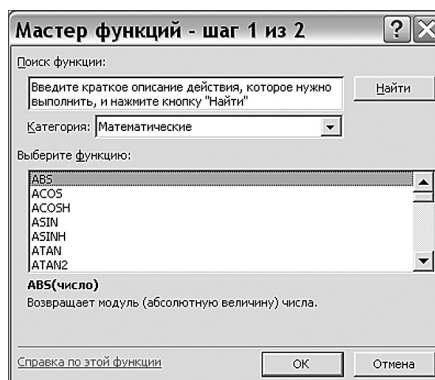 Мастер функций - шаг 1 из 2
Поиск функции:
Введите краткое описание действия, которое нужно
выполнить, и нажмите кнопку "Найти"
Найти
Категория: Математические
Выберите функцию:
ABS
ACOS
ACOSH
ASIN
ASINH
ATAN
ATAN2
ABS(число)
Возвращает модуль (абсолютную величину) числа.
Справка по этой функции
ОК
Отмена